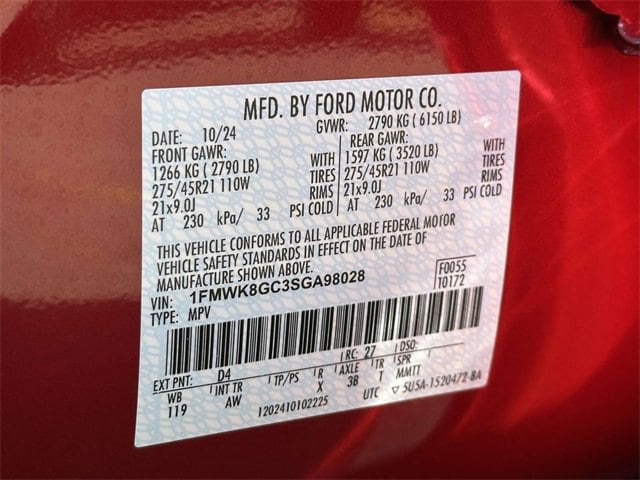 MFD. BY FORD MOTOR CO.
DATE: 10/24 GVWR: 2790 KG ( 6150 LB)
FRONT GAWR: REAR GAWR:
1266 KG ( 2790 LB) WITH 1597 KG ( 3520 LB) WITH
275/45R21 110W TIRES 275/45R21 110W TIRES
21x9.0J RIMS 21x9.0J RIMS
AT 230 kPa/ 33 PSI COLD AT 230 kPa/ 33 PSI COLD
THIS VEHICLE CONFORMS TO ALL APPLICABLE FEDERAL MOTOR
VEHICLE SAFETY STANDARDS IN EFFECT ON THE DATE OF
MANUFACTURE SHOWN ABOVE.
VIN: 1FMWK8GC3SGA98028 F0055
TYPE: MPV T0172
EXT PNT: D4 RC: 27 DSO:
WB INT TR TP/PS R AXLE TR SPR
119 AW X 3B T MMTT
1202410102225 UTC ▽ 5U5A-1520472-BA